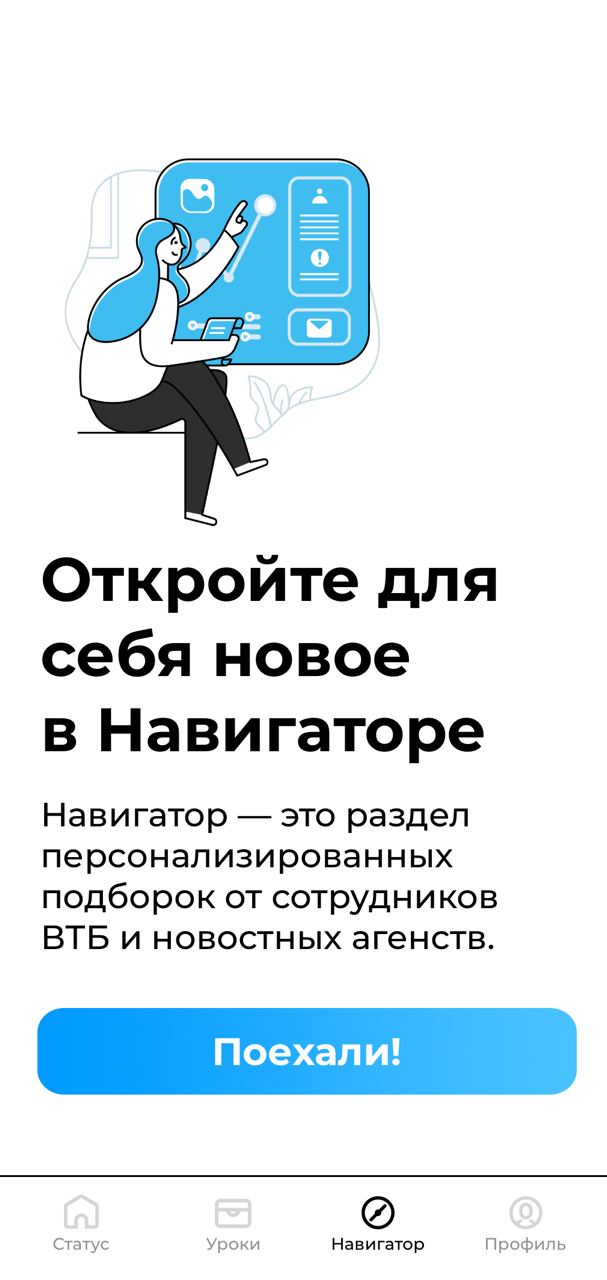 Откройте для
себя новое
в Навигаторе
Навигатор — это раздел
персонализированных
подборок от сотрудников
ВТБ и новостных агенств.
Поехали!
Статус
Уроки
Навигатор
Профиль